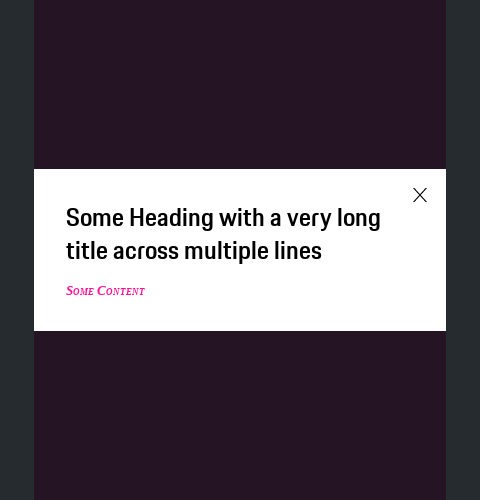 Some Heading with a very long
title across multiple lines
Some Content